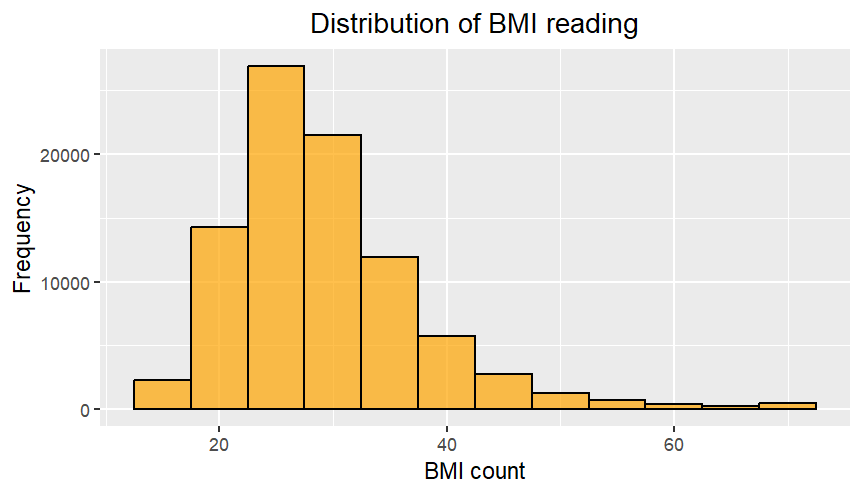 Distribution of BMI reading
Frequency
20000
10000
0
20 40 60
BMI count